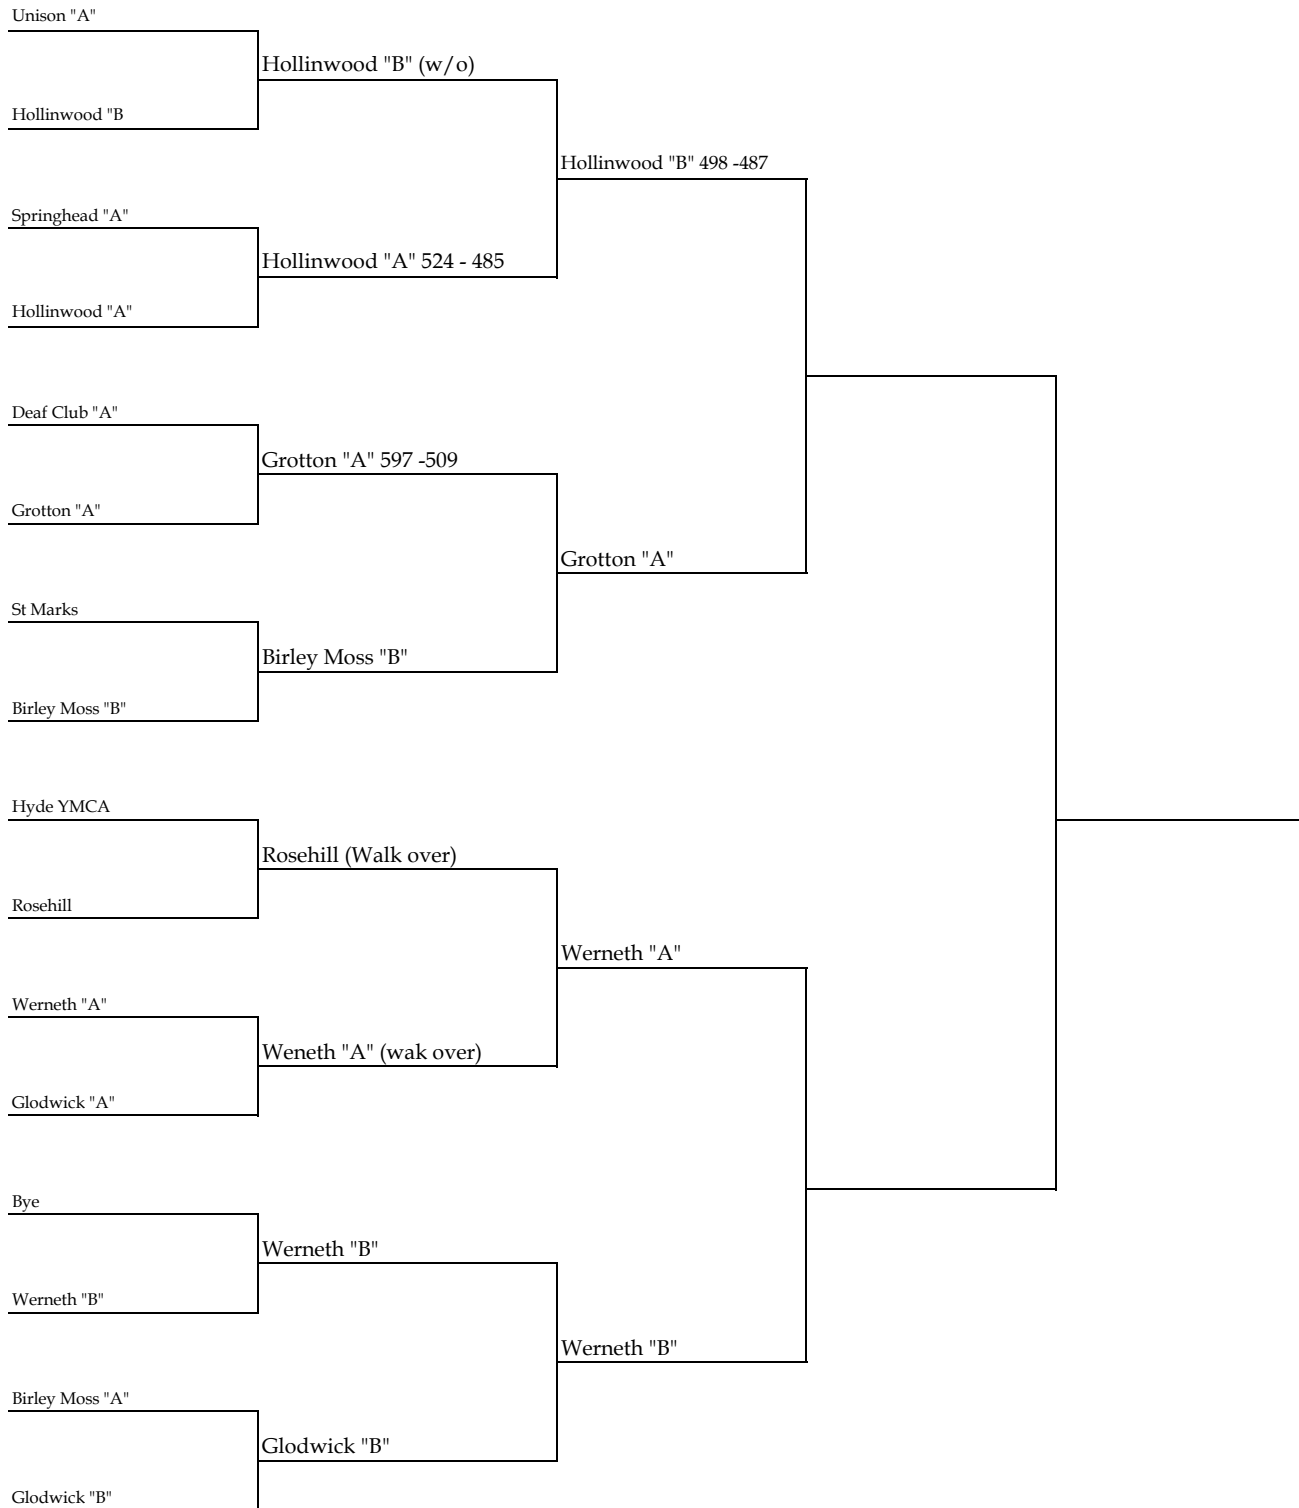 Unison "A"
Hollinwood "B" (w/o)
Hollinwood "B
Hollinwood "B" 498 -487
Springhead "A"
Hollinwood "A" 524 - 485
Hollinwood "A"
Deaf Club "A"
Grotton "A" 597 -509
Grotton "A"
Grotton "A"
St Marks
Birley Moss "B"
Birley Moss "B"
Hyde YMCA
Rosehill (Walk over)
Rosehill
Werneth "A"
Werneth "A"
Weneth "A" (wak over)
Glodwick "A"
Bye
Werneth "B"
Werneth "B"
Werneth "B"
Birley Moss "A"
Glodwick "B"
Glodwick "B"